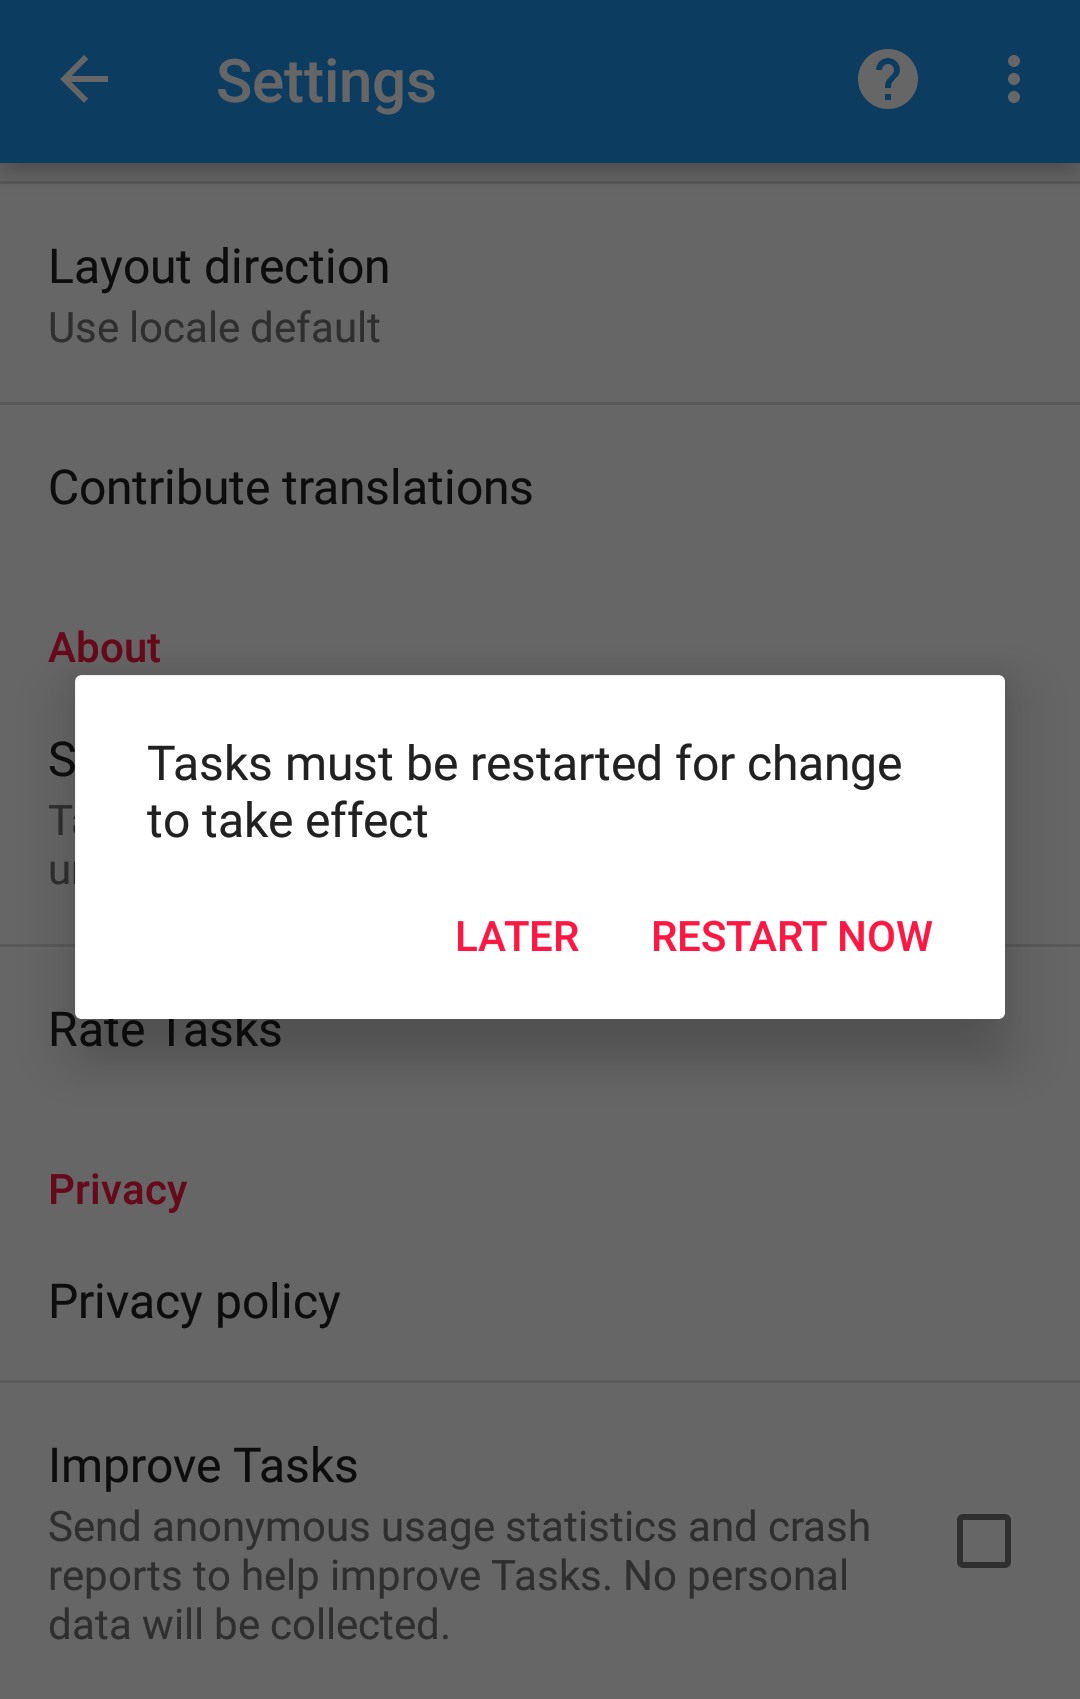 Settings
Layout direction
Use locale default
Contribute translations
About
Tasks must be restarted for change
to take effect
LATER
RESTART NOW
Rate Tasks
Privacy
Privacy policy
Improve Tasks
Send anonymous usage statistics and crash
reports to help improve Tasks. No personal
data will be collected.